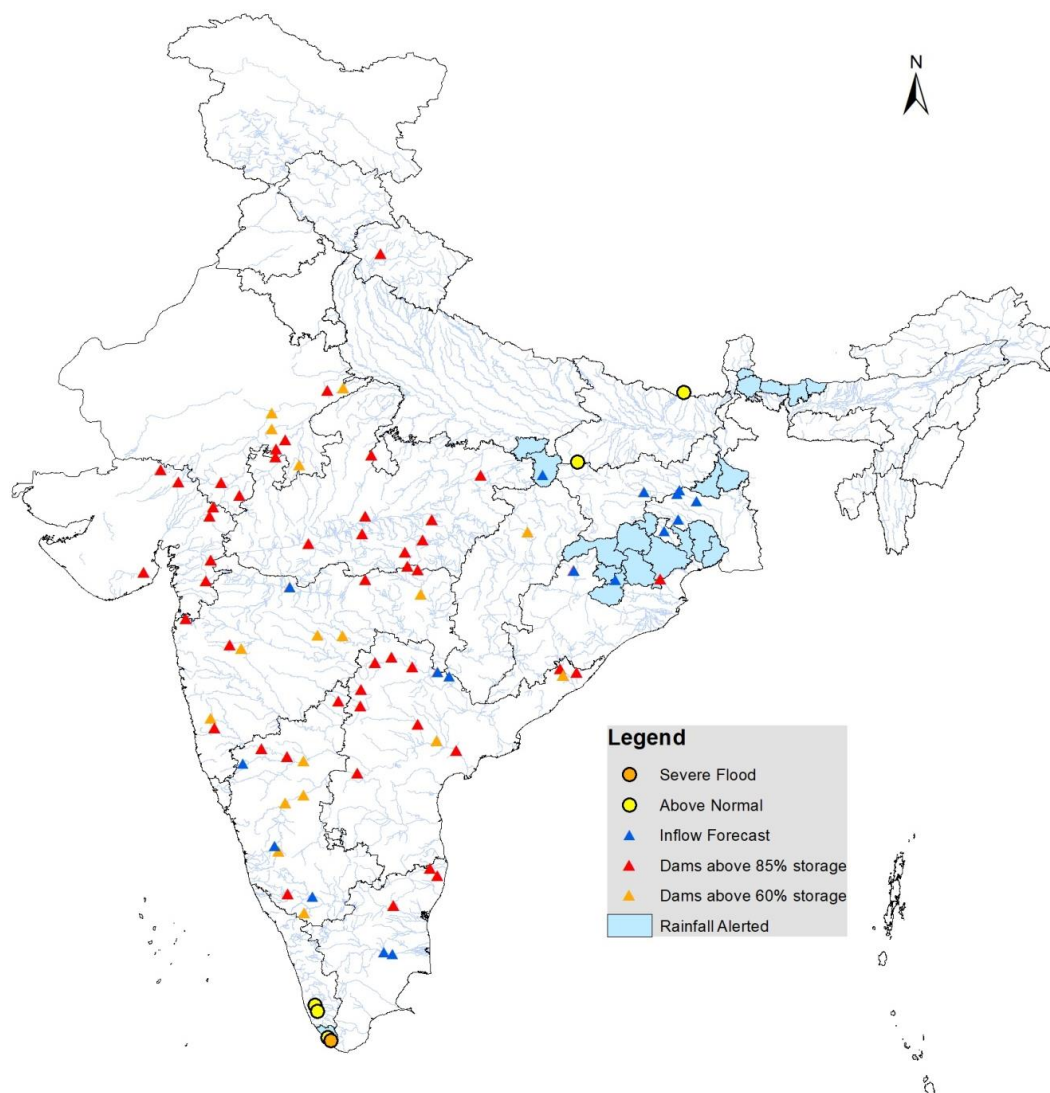 N
Legend
Severe Flood
Above Normal
Inflow Forecast
Dams above 85% storage
Dams above 60% storage
Rainfall Alerted